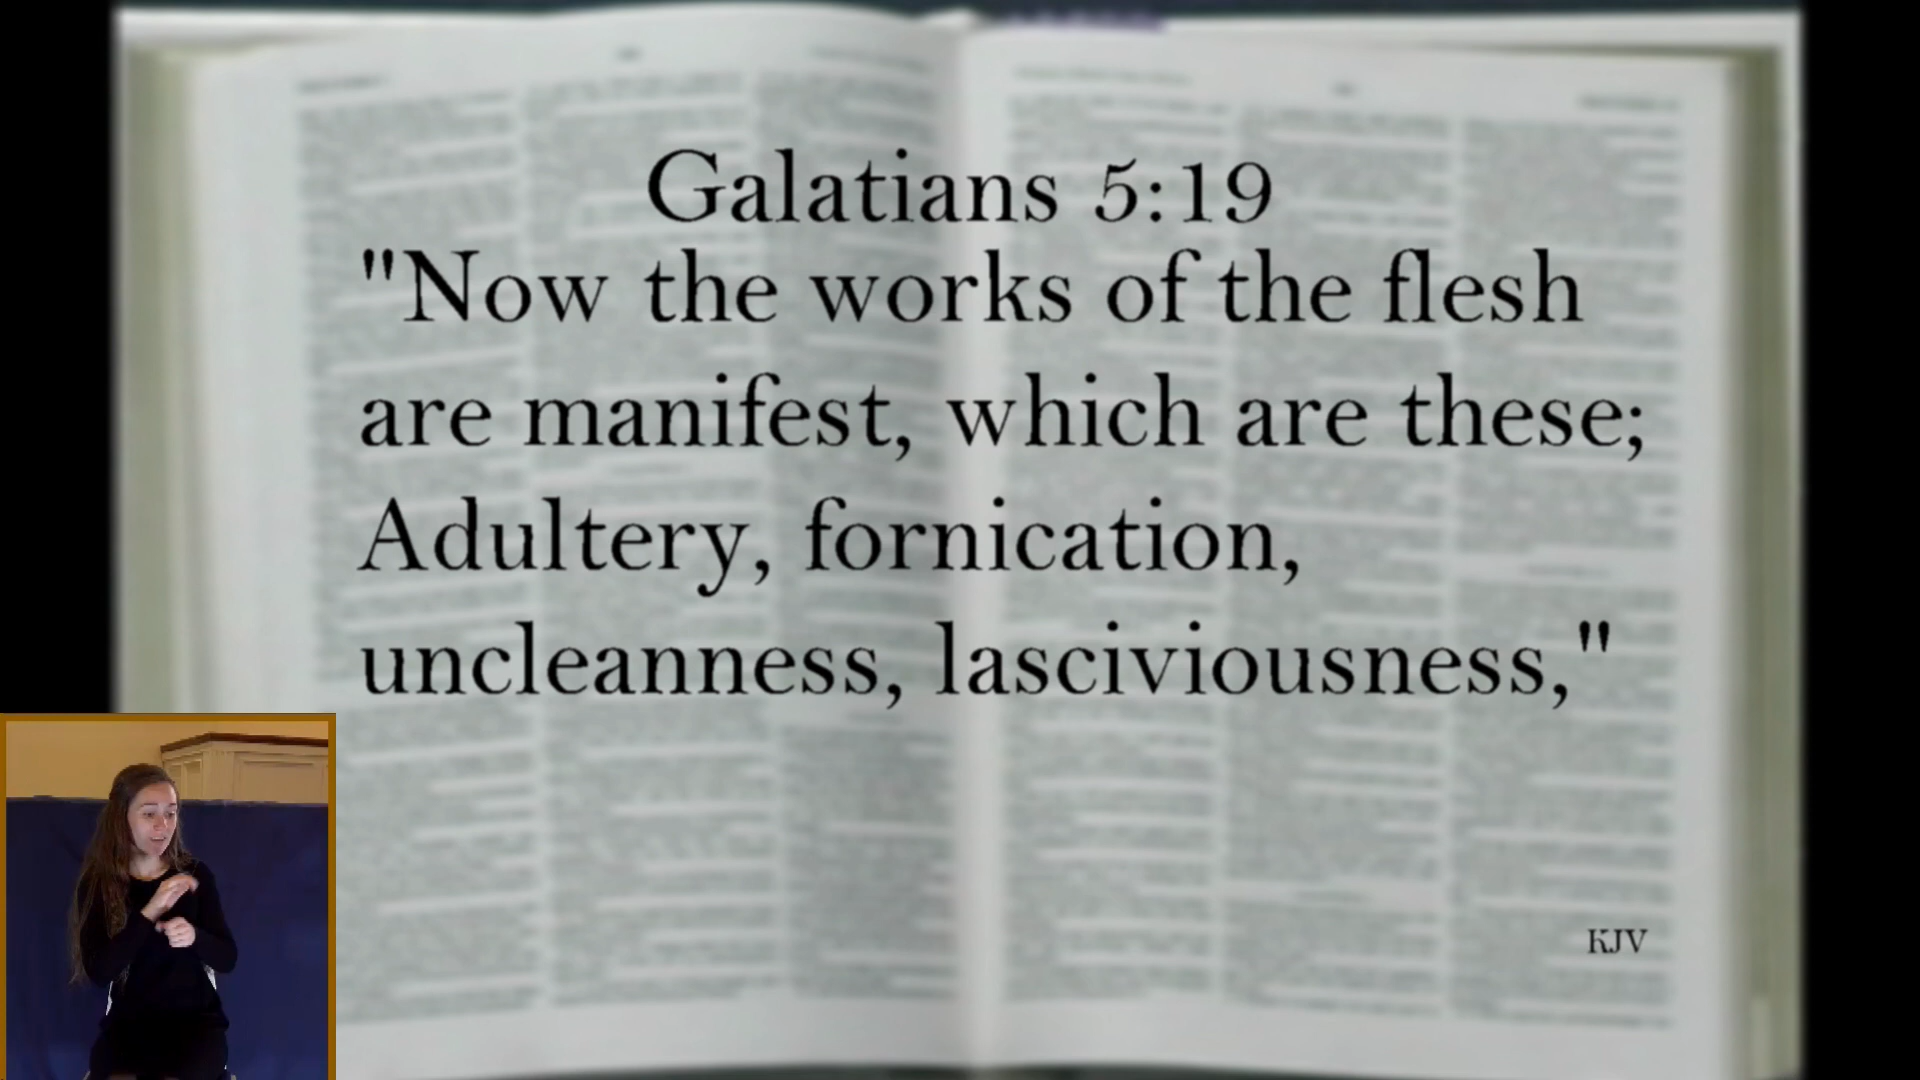 Galatians 5:19
"Now the works of the flesh
are manifest, which are these;
Adultery, fornication,
uncleanness, lasciviousness,"
KJV